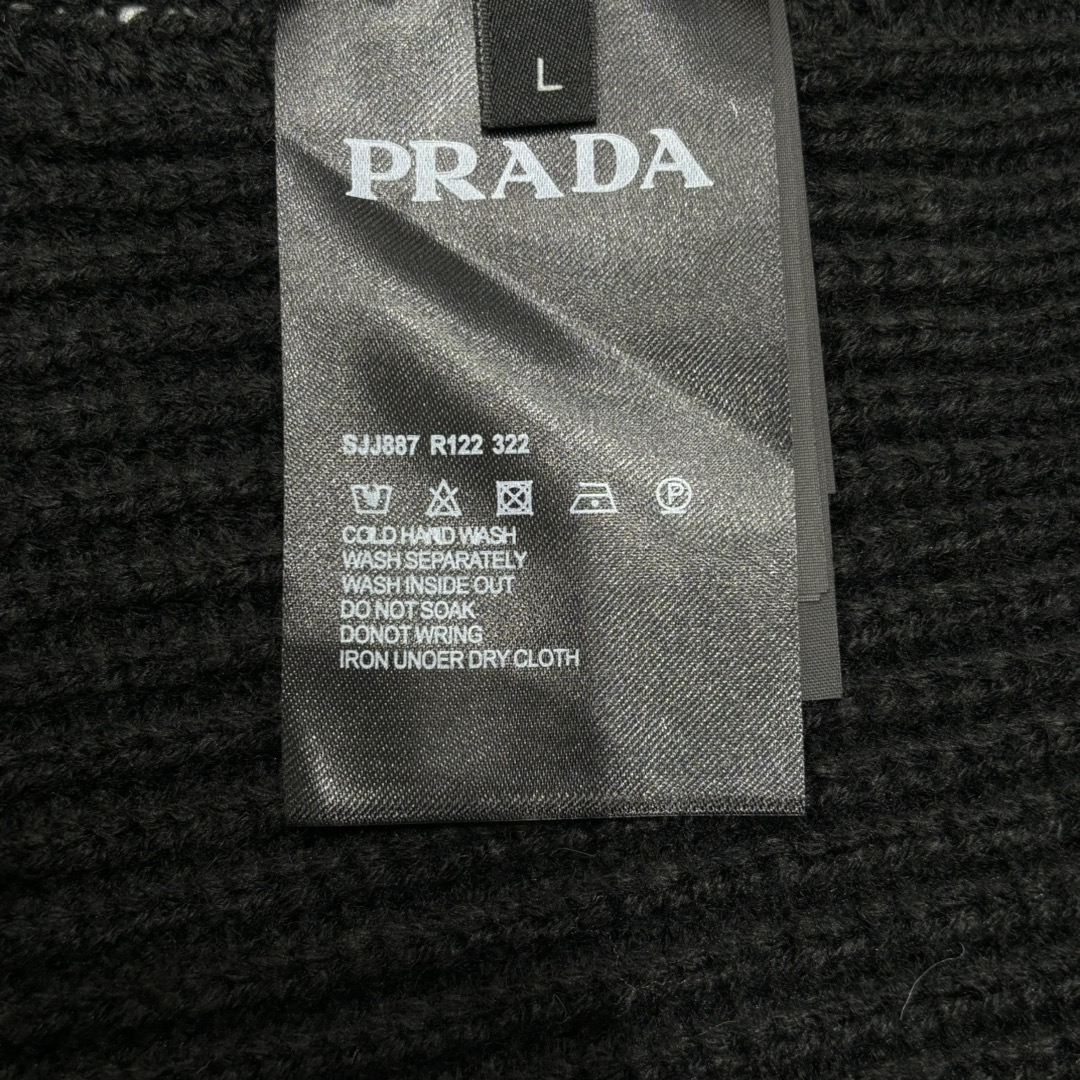 L
PRADA
SJJ887 R122 322
P
COLD HAND WASH
WASH SEPARATELY
WASH INSIDE OUT
DO NOT SOAK
DONOT WRING
IRON UNOER DRY CLOTH